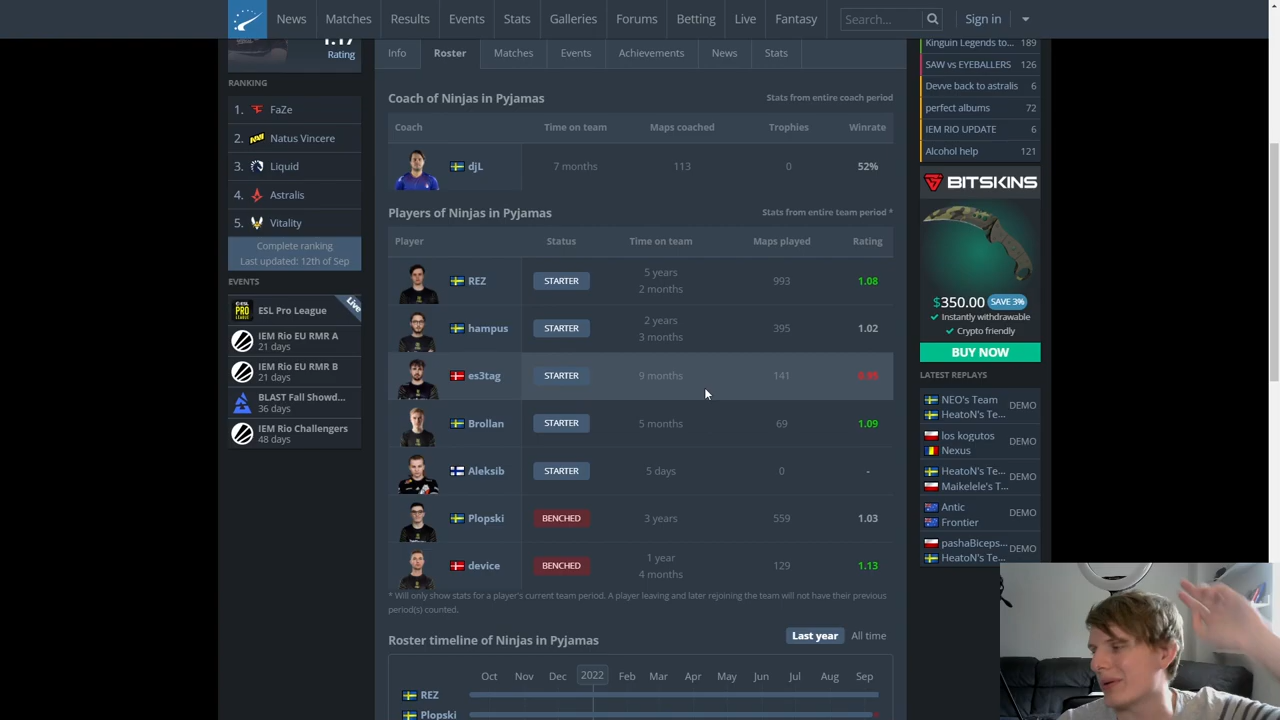 News Matches Results Events Stats Galleries Forums Betting Live Fantasy Search... Sign in
Rating
RANKING
1. FaZe
2. Natus Vincere
3. Liquid
4. Astralis
5. Vitality
Complete ranking
Last updated: 12th of Sep
EVENTS
ESL Pro League Live
IEM Rio EU RMR A
21 days
IEM Rio EU RMR B
21 days
BLAST Fall Showd...
36 days
IEM Rio Challengers
48 days
Info Roster Matches Events Achievements News Stats
Coach of Ninjas in Pyjamas Stats from entire coach period
Coach Time on team Maps coached Trophies Winrate
djL 7 months 113 0 52%
Players of Ninjas in Pyjamas Stats from entire team period *
Player Status Time on team Maps played Rating
REZ STARTER 5 years 2 months 993 1.08
hampus STARTER 2 years 3 months 395 1.02
es3tag STARTER 9 months 141
Brollan STARTER 5 months 69 1.09
Aleksib STARTER 5 days 0 -
Plopski BENCHED 3 years 559 1.03
device BENCHED 1 year 4 months 129 1.13
* Will only show stats for a player's current team period. A player leaving and later rejoining the team will not have their previous
period(s) counted.
Roster timeline of Ninjas in Pyjamas Last year All time
Oct Nov Dec 2022 Feb Mar Apr May Jun Jul Aug Sep
REZ
Plopski
Kinguin Legends to... 189
SAW vs EYEBALLERS 126
Devve back to astralis 6
perfect albums 72
IEM RIO UPDATE 6
Alcohol help 121
BITSKINS
$350.00 SAVE 3%
Instantly withdrawable
Crypto friendly
BUY NOW
LATEST REPLAYS
NEO's Team
HeatoN's Te... DEMO
los kogutos
Nexus DEMO
HeatoN's Te...
Maikelele's T... DEMO
Antic
Frontier DEMO
pashaBiceps...
HeatoN's Te... DEMO